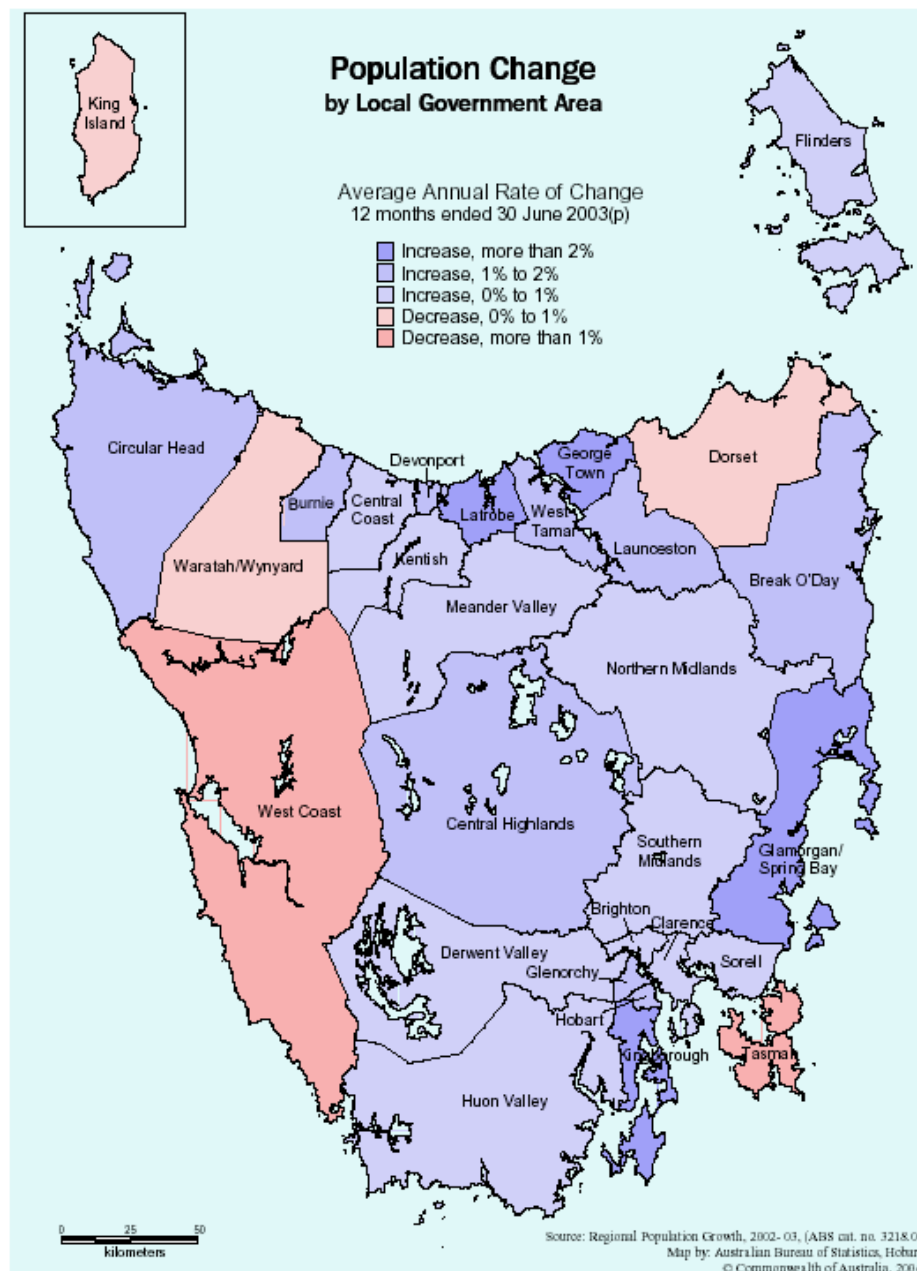 King
Island
Population Change
by Local Government Area
Flinders
Average Annual Rate of Change
12 months ended 30 June 2003(p)
Increase, more than 2%
Increase, 1% to 2%
Increase, 0% to 1%
Decrease, 0% to 1%
Decrease, more than 1%
Circular Head
Devonport
George
Town
Dorset
Burnie
Central
Coast
Latrobe
West
Tamar
Launceston
Waratah/Wynyard
Kentish
Break O'Day
Meander Valley
Northern Midlands
West Coast
Central Highlands
Southern
Midlands
Glamorgan/
Spring Bay
Brighton
Clarence
Derwent Valley
Sorell
Glenorchy
Hobart
Kingborough
Tasman
Huon Valley
0 25 50
kilometers
Source: Regional Population Growth, 2002- 03, (ABS cat. no. 3218.0
Map by: Australian Bureau of Statistics, Hobar
© Commonwealth of Australia, 200